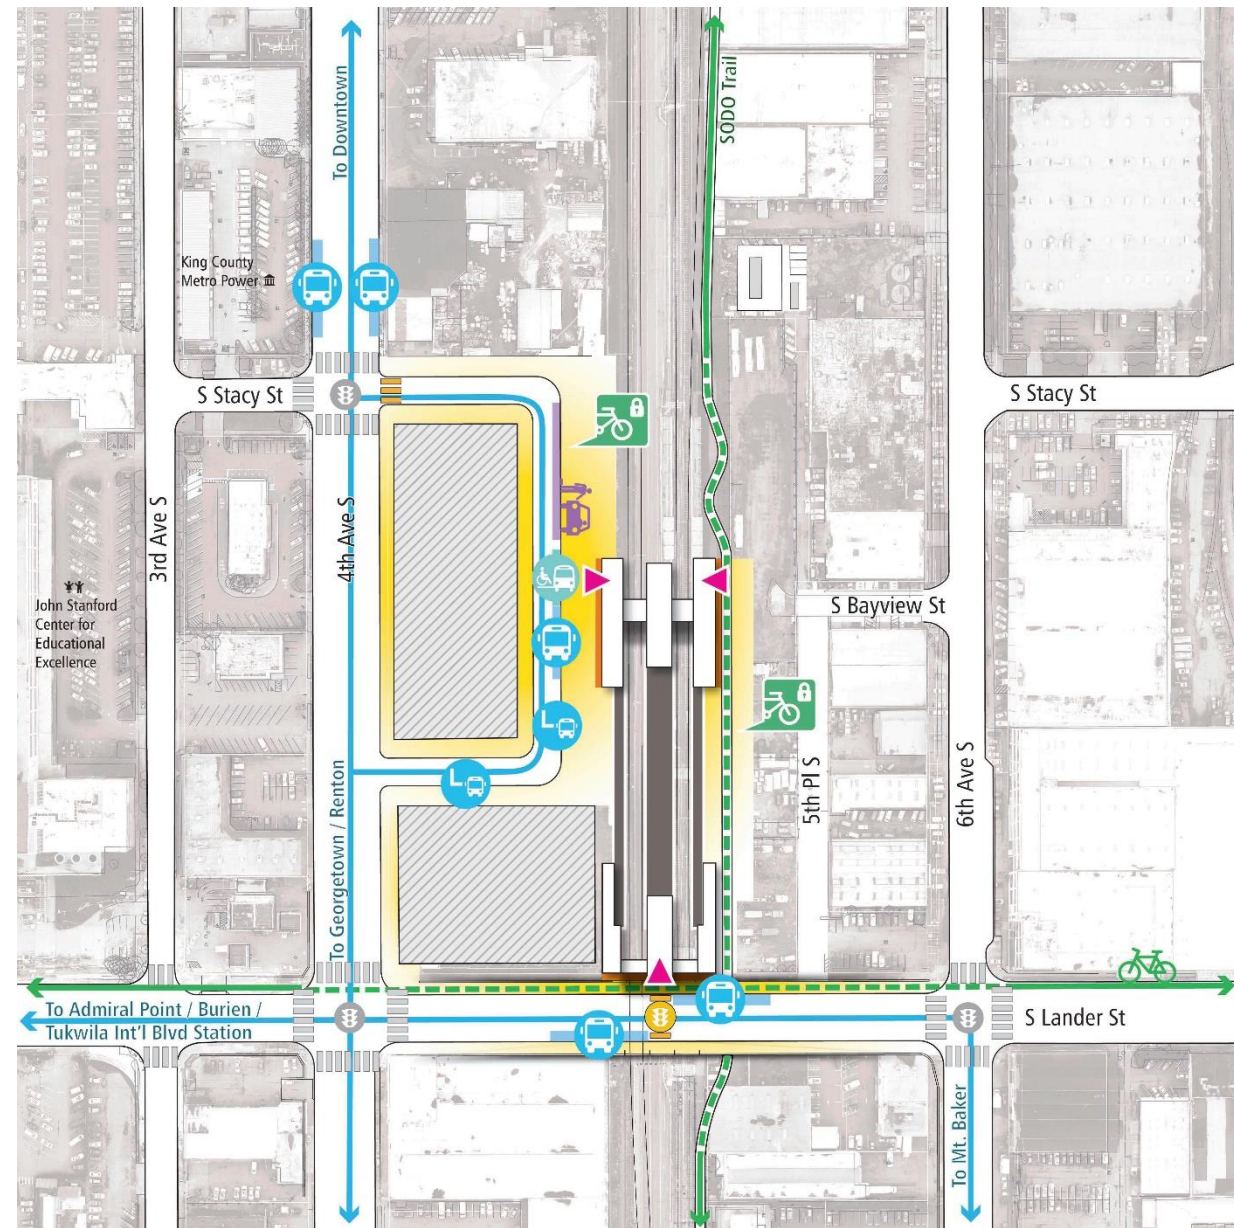 To Downtown
SODO Trail
King County
Metro Power
S Stacy St
S Stacy St
3rd Ave S
4th Ave S
John Stanford
Center for
Educational
Excellence
S Bayview St
5th Pl S
6th Ave S
To Georgetown / Renton
To Admiral Point / Burien /
Tukwila Int'l Blvd Station
S Lander St
To Mt. Baker
L
L